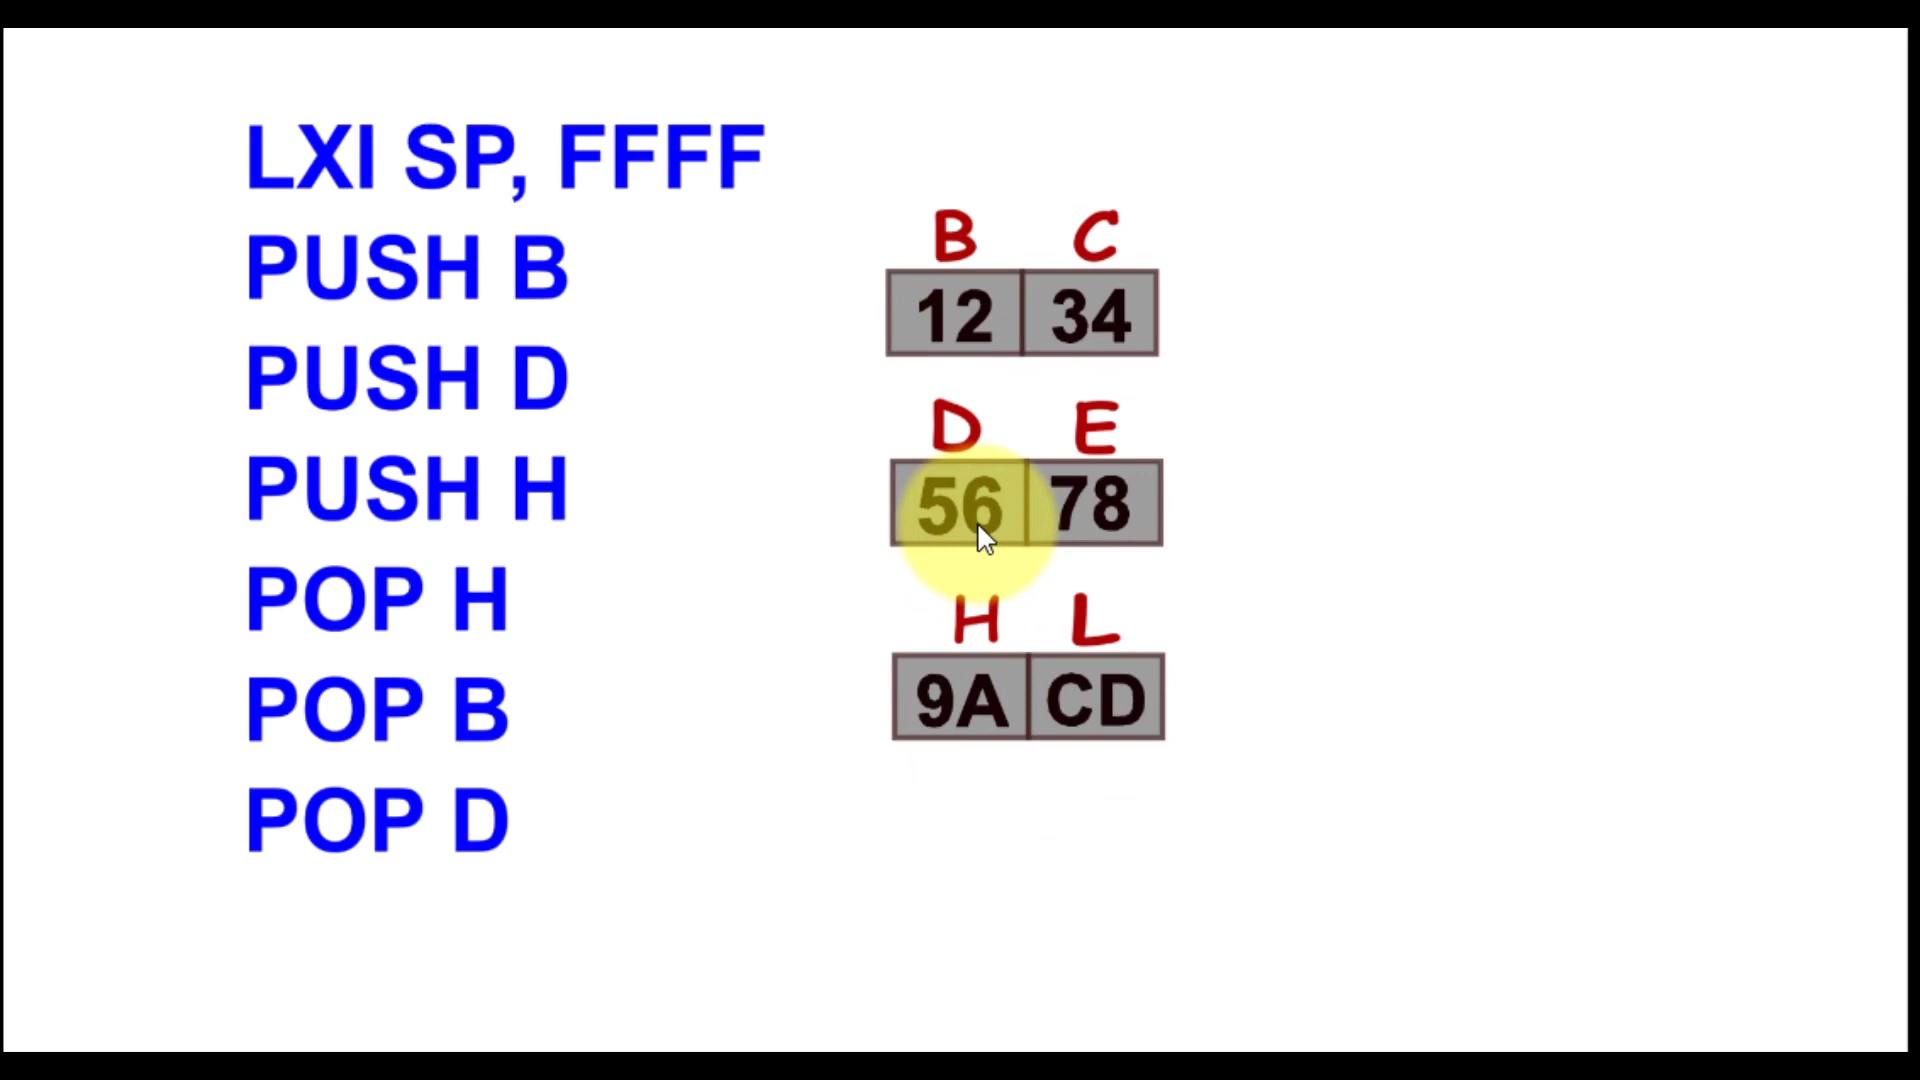 LXI SP, FFFF
PUSH B
PUSH D
PUSH H
POP H
POP B
POP D
B C
12 34
D E
56 78
H L
9A CD